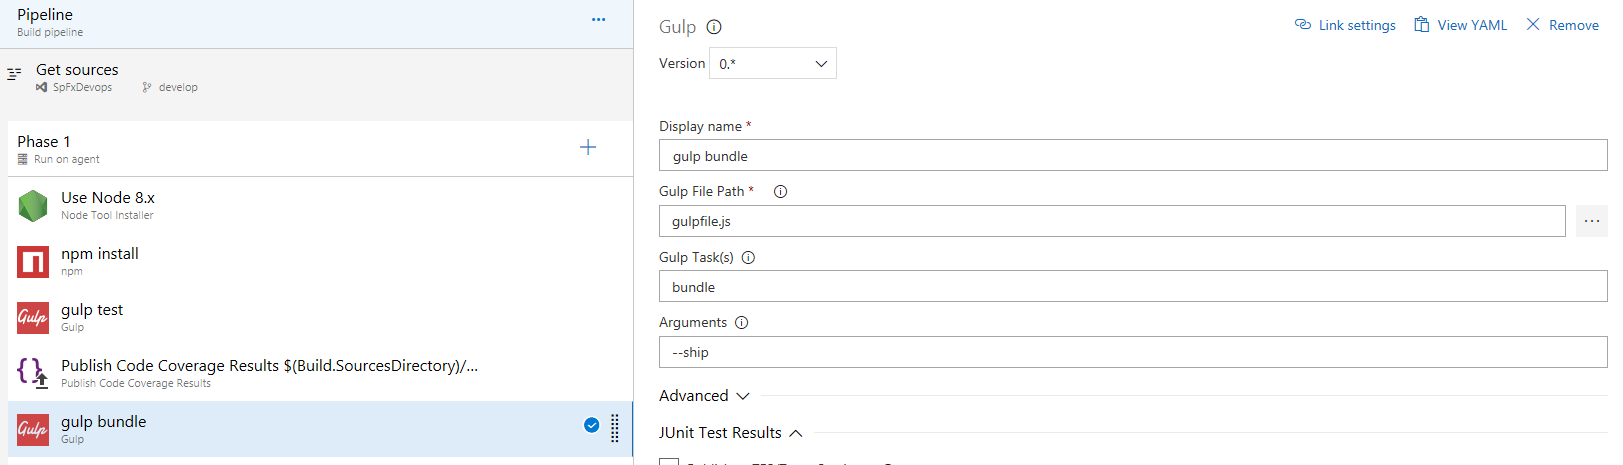 Pipeline
Build pipeline
Get sources
SpFxDevops
develop
Phase 1
Run on agent
Use Node 8.x
Node Tool Installer
npm install
npm
Gulp
gulp test
Gulp
Publish Code Coverage Results $(Build.SourcesDirectory)/...
Publish Code Coverage Results
Gulp
gulp bundle
Gulp
Gulp
Link settings
View YAML
Remove
Version
0.*
Display name *
gulp bundle
Gulp File Path *
gulpfile.js
Gulp Task(s)
bundle
Arguments
--ship
Advanced
JUnit Test Results